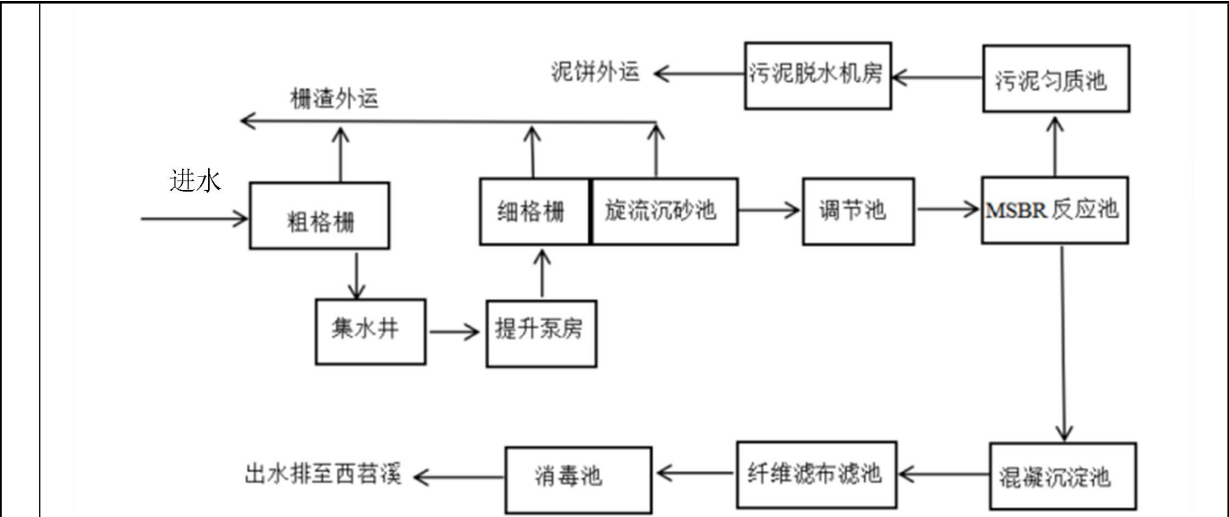 泥饼外运
污泥脱水机房
污泥匀质池
栅渣外运
进水
粗格栅
细格栅
旋流沉砂池
调节池
MSBR反应池
集水井
提升泵房
出水排至西苕溪
消毒池
纤维滤布滤池
混凝沉淀池